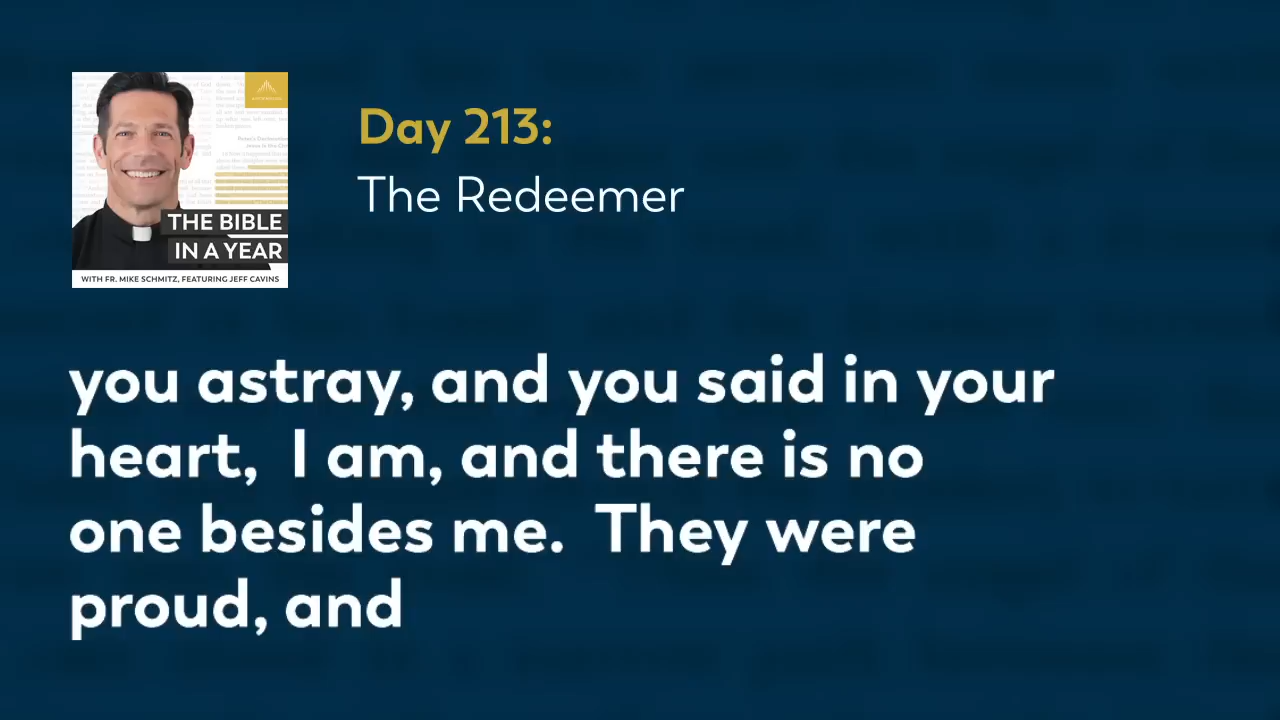 Day 213:
The Redeemer
THE BIBLE
IN A YEAR
WITH FR. MIKE SCHMITZ, FEATURING JEFF CAVINS
you astray, and you said in your
heart,  I am, and there is no
one besides me.  They were
proud, and